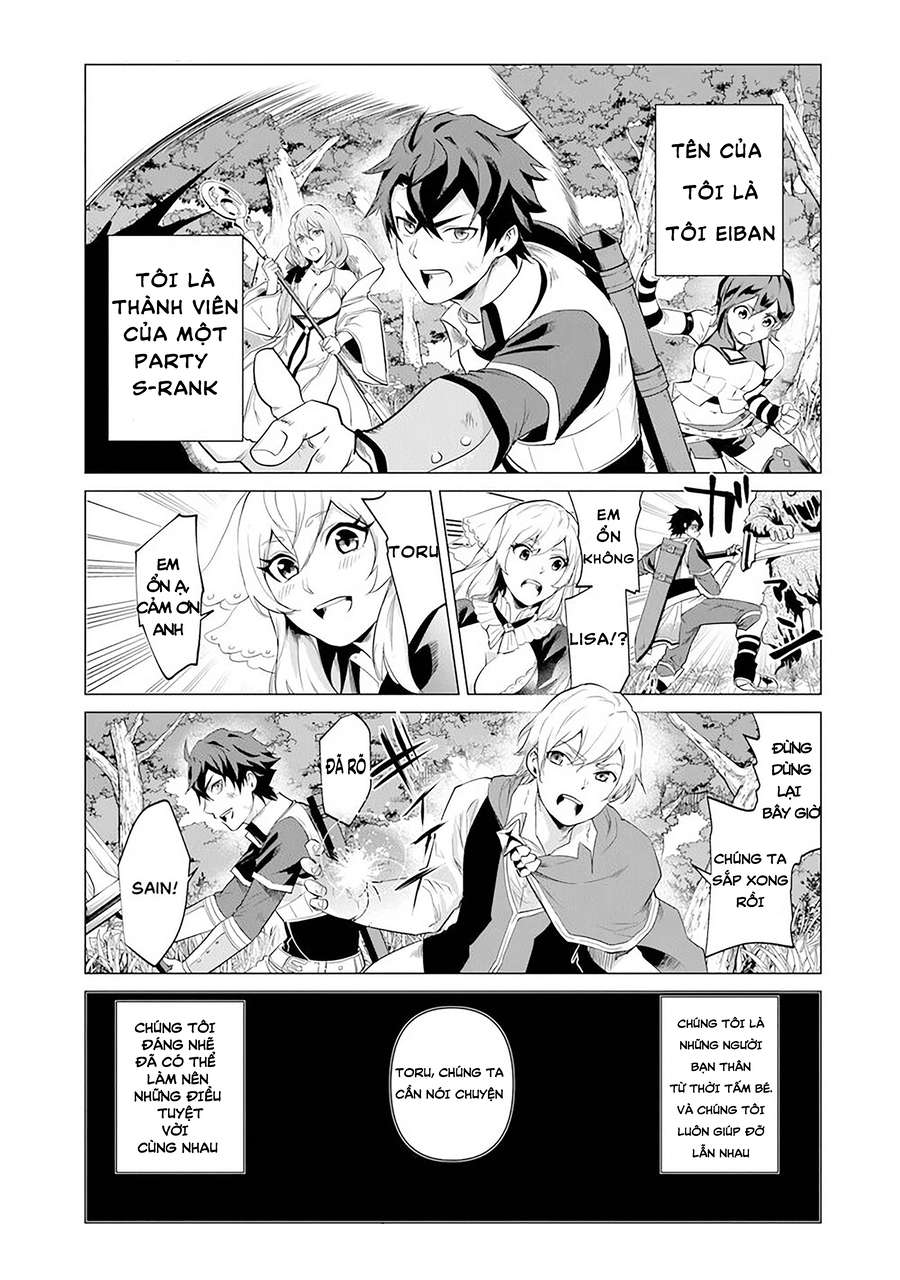 TÊN CỦA
TÔI LÀ
TÔI EIBAN
TÔI LÀ
THÀNH VIÊN
CỦA MỘT
PARTY
S-RANK
ガ
EM
ỔN
KHÔNG
LISA!?
TORU
EM
ỔN Ạ,
CẢM ƠN
ANH
ĐỪNG
DỪNG
LẠI
BÂY GIỜ
CHÚNG TA
SẮP XONG
RỒI
ĐÃ RÕ
SAIN!
CHÚNG TÔI LÀ
NHỮNG NGƯỜI
BẠN THÂN
TỪ THỜI TẤM BÉ.
VÀ CHÚNG TÔI
LUÔN GIÚP ĐỠ
LẪN NHAU
TORU, CHÚNG TA
CẦN NÓI CHUYỆN
CHÚNG TÔI
ĐÁNG NHẼ
ĐÃ CÓ THỂ
LÀM NÊN
NHỮNG ĐIỀU
TUYỆT
VỜI
CÙNG NHAU